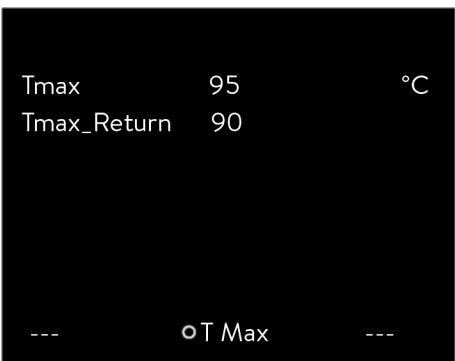 Tmax 95 °C
Tmax_Return 90
--- T Max ---